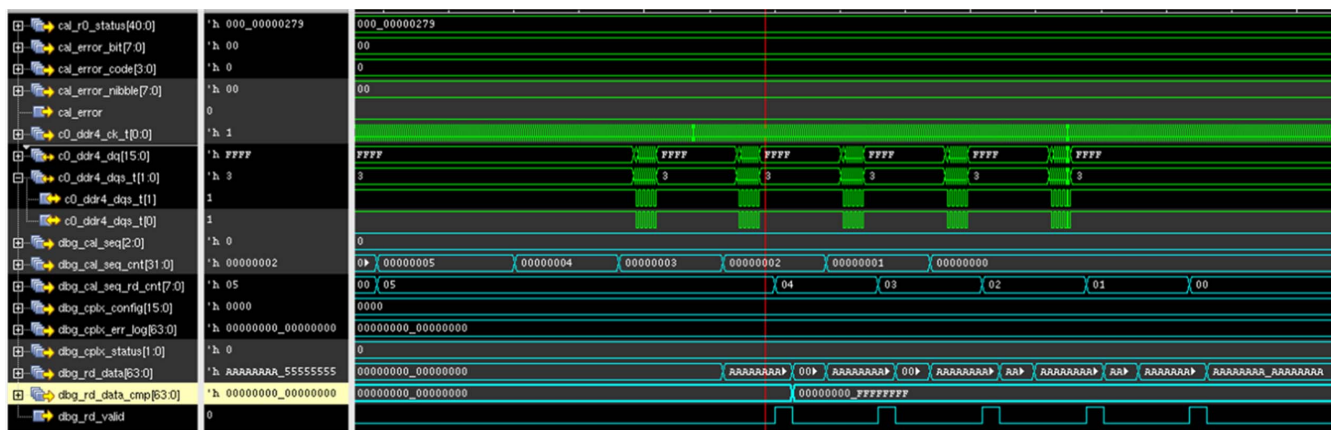 cal_r0_status[40:0] 'h 000_00000279 000_00000279
cal_error_bit[7:0] 'h 00 00
cal_error_code[3:0] 'h 0 0
cal_error_nibble[7:0] 'h 00 00
cal_error 0
c0_ddr4_ck_t[0:0] 'h 1
c0_ddr4_dq[15:0] 'h FFFF FFFF FFFF FFFF FFFF FFFF FFFF
c0_ddr4_dqs_t[1:0] 'h 3 3 3 3 3 3 3
c0_ddr4_dqs_t[1] 1
c0_ddr4_dqs_t[0] 1
dbg_cal_seq[2:0] 'h 0 0
dbg_cal_seq_cnt[31:0] 'h 00000002 0 00000005 00000004 00000003 00000002 00000001 00000000
dbg_cal_seq_rd_cnt[7:0] 'h 05 00 05 04 03 02 01 00
dbg_cplx_config[15:0] 'h 0000 0000
dbg_cplx_err_log[63:0] 'h 00000000_00000000 00000000_00000000
dbg_cplx_status[1:0] 'h 0 0
dbg_rd_data[63:0] 'h AAAAAAAA_55555555 00000000_00000000 AAAAAAAA 00 AAAAAAAA 00 AAAAAAAA AA AAAAAAAA AA AAAAAAA AAAAAAAA_AAAAAAAA
dbg_rd_data_cmp[63:0] 'h 00000000_00000000 00000000_00000000 00000000_FFFFFFFF
dbg_rd_valid 0